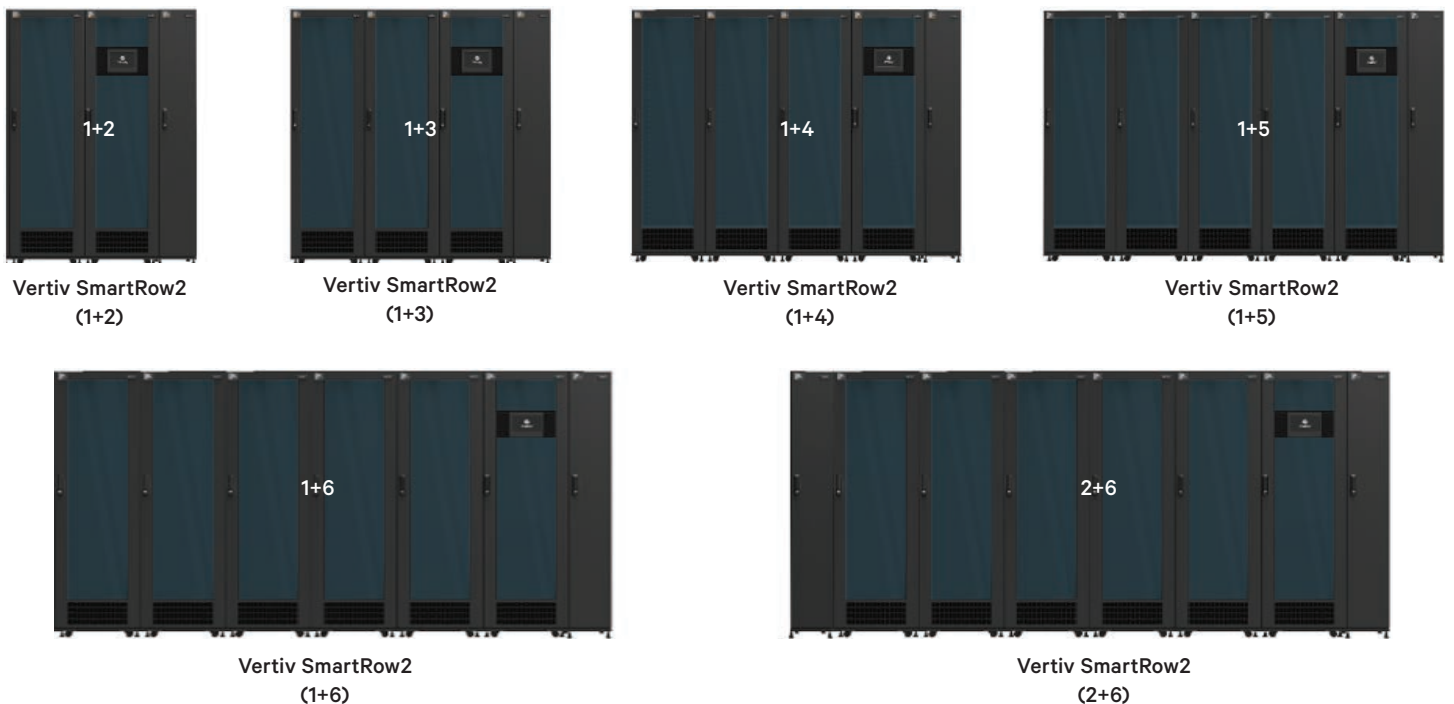 1+2
1+3
1+4
1+5
Vertiv SmartRow2
(1+2)
Vertiv SmartRow2
(1+3)
Vertiv SmartRow2
(1+4)
Vertiv SmartRow2
(1+5)
1+6
2+6
Vertiv SmartRow2
(1+6)
Vertiv SmartRow2
(2+6)